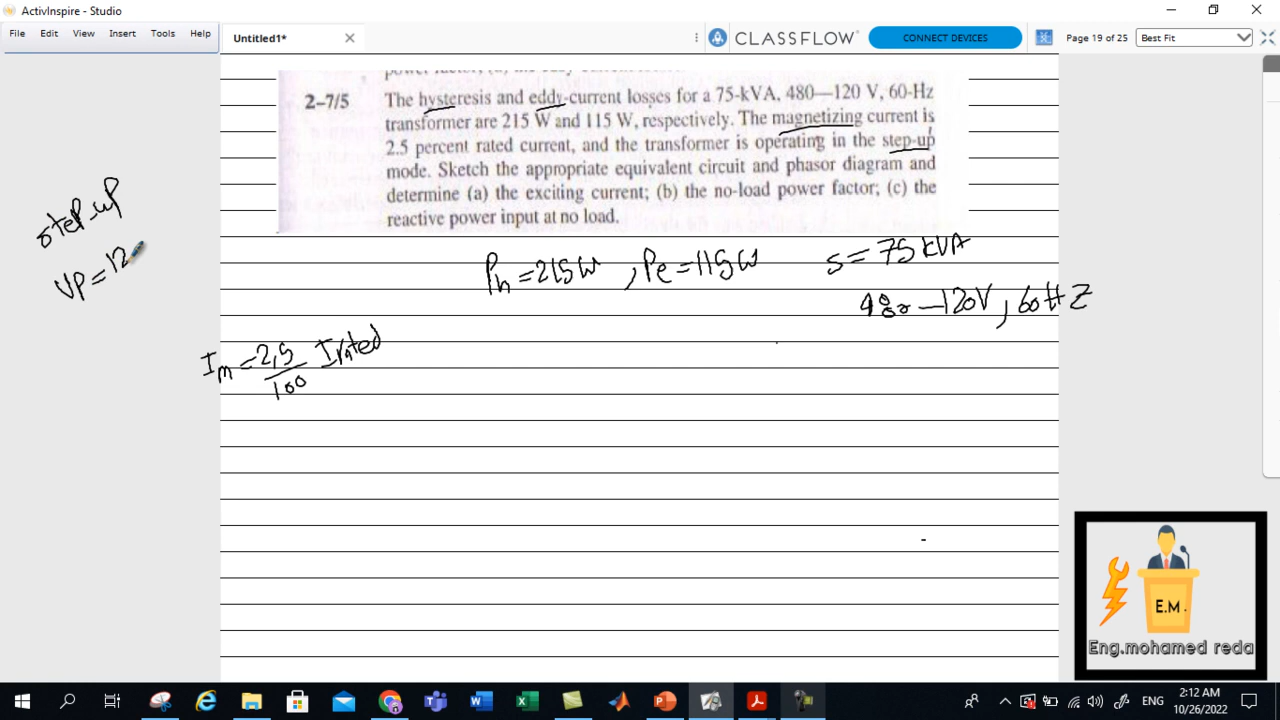 ActivInspire - Studio
File Edit View Insert Tools Help
Untitled1*
CLASSFLOW
CONNECT DEVICES
Page 19 of 25
Best Fit
2–7/5 The hysteresis and eddy-current losses for a 75-kVA, 480—120 V, 60-Hz
transformer are 215 W and 115 W, respectively. The magnetizing current is
2.5 percent rated current, and the transformer is operating in the step-up
mode. Sketch the appropriate equivalent circuit and phasor diagram and
determine (a) the exciting current; (b) the no-load power factor; (c) the
reactive power input at no load.
step-up
VP = 12
Ph = 215 W , Pe = 115 W S = 75 kVA
480 – 120 V , 60 HZ
Im = 2,5/100 Irated
E.M.
Eng.mohamed reda
ENG
2:12 AM
10/26/2022